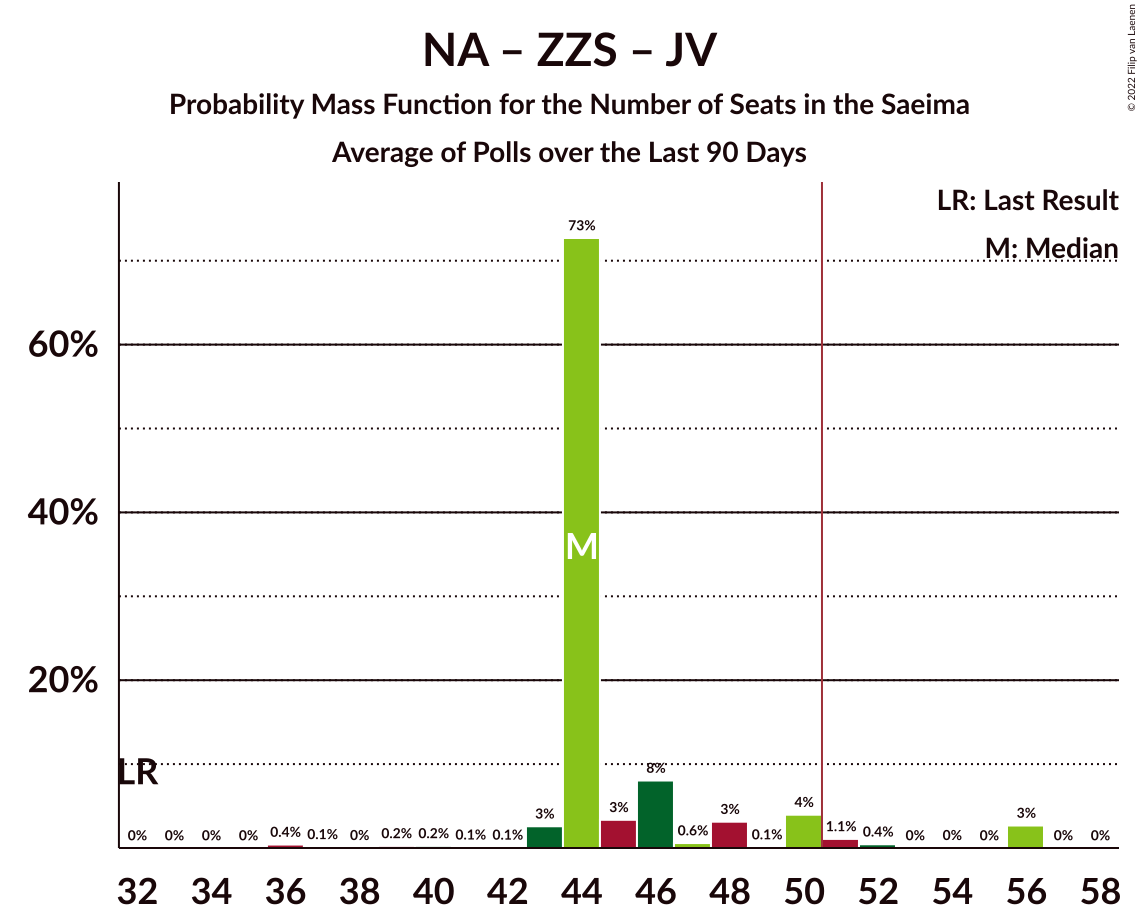 NA – ZZS – JV
Probability Mass Function for the Number of Seats in the Saeima
Average of Polls over the Last 90 Days
© 2022 Filip van Laenen
LR: Last Result
M: Median
60%
40%
20%
LR
M
0% 0% 0% 0% 0.4% 0.1% 0% 0.2% 0.2% 0.1% 0.1% 3% 73% 3% 8% 0.6% 3% 0.1% 4% 1.1% 0.4% 0% 0% 0% 3% 0% 0%
32 34 36 38 40 42 44 46 48 50 52 54 56 58